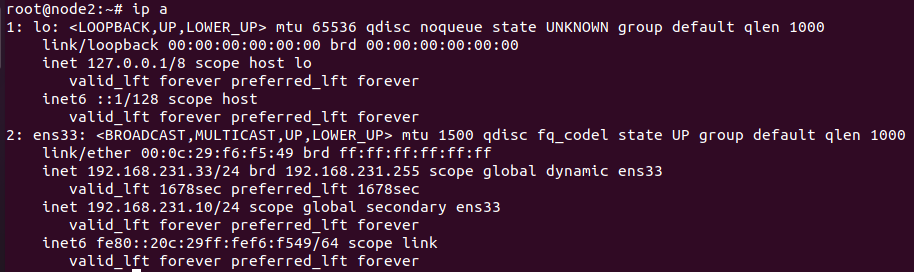 root@node2:~# ip a
1: lo: <LOOPBACK,UP,LOWER_UP> mtu 65536 qdisc noqueue state UNKNOWN group default qlen 1000
    link/loopback 00:00:00:00:00:00 brd 00:00:00:00:00:00
    inet 127.0.0.1/8 scope host lo
       valid_lft forever preferred_lft forever
    inet6 ::1/128 scope host
       valid_lft forever preferred_lft forever
2: ens33: <BROADCAST,MULTICAST,UP,LOWER_UP> mtu 1500 qdisc fq_codel state UP group default qlen 1000
    link/ether 00:0c:29:f6:f5:49 brd ff:ff:ff:ff:ff:ff
    inet 192.168.231.33/24 brd 192.168.231.255 scope global dynamic ens33
       valid_lft 1678sec preferred_lft 1678sec
    inet 192.168.231.10/24 scope global secondary ens33
       valid_lft forever preferred_lft forever
    inet6 fe80::20c:29ff:fef6:f549/64 scope link
       valid_lft forever preferred_lft forever